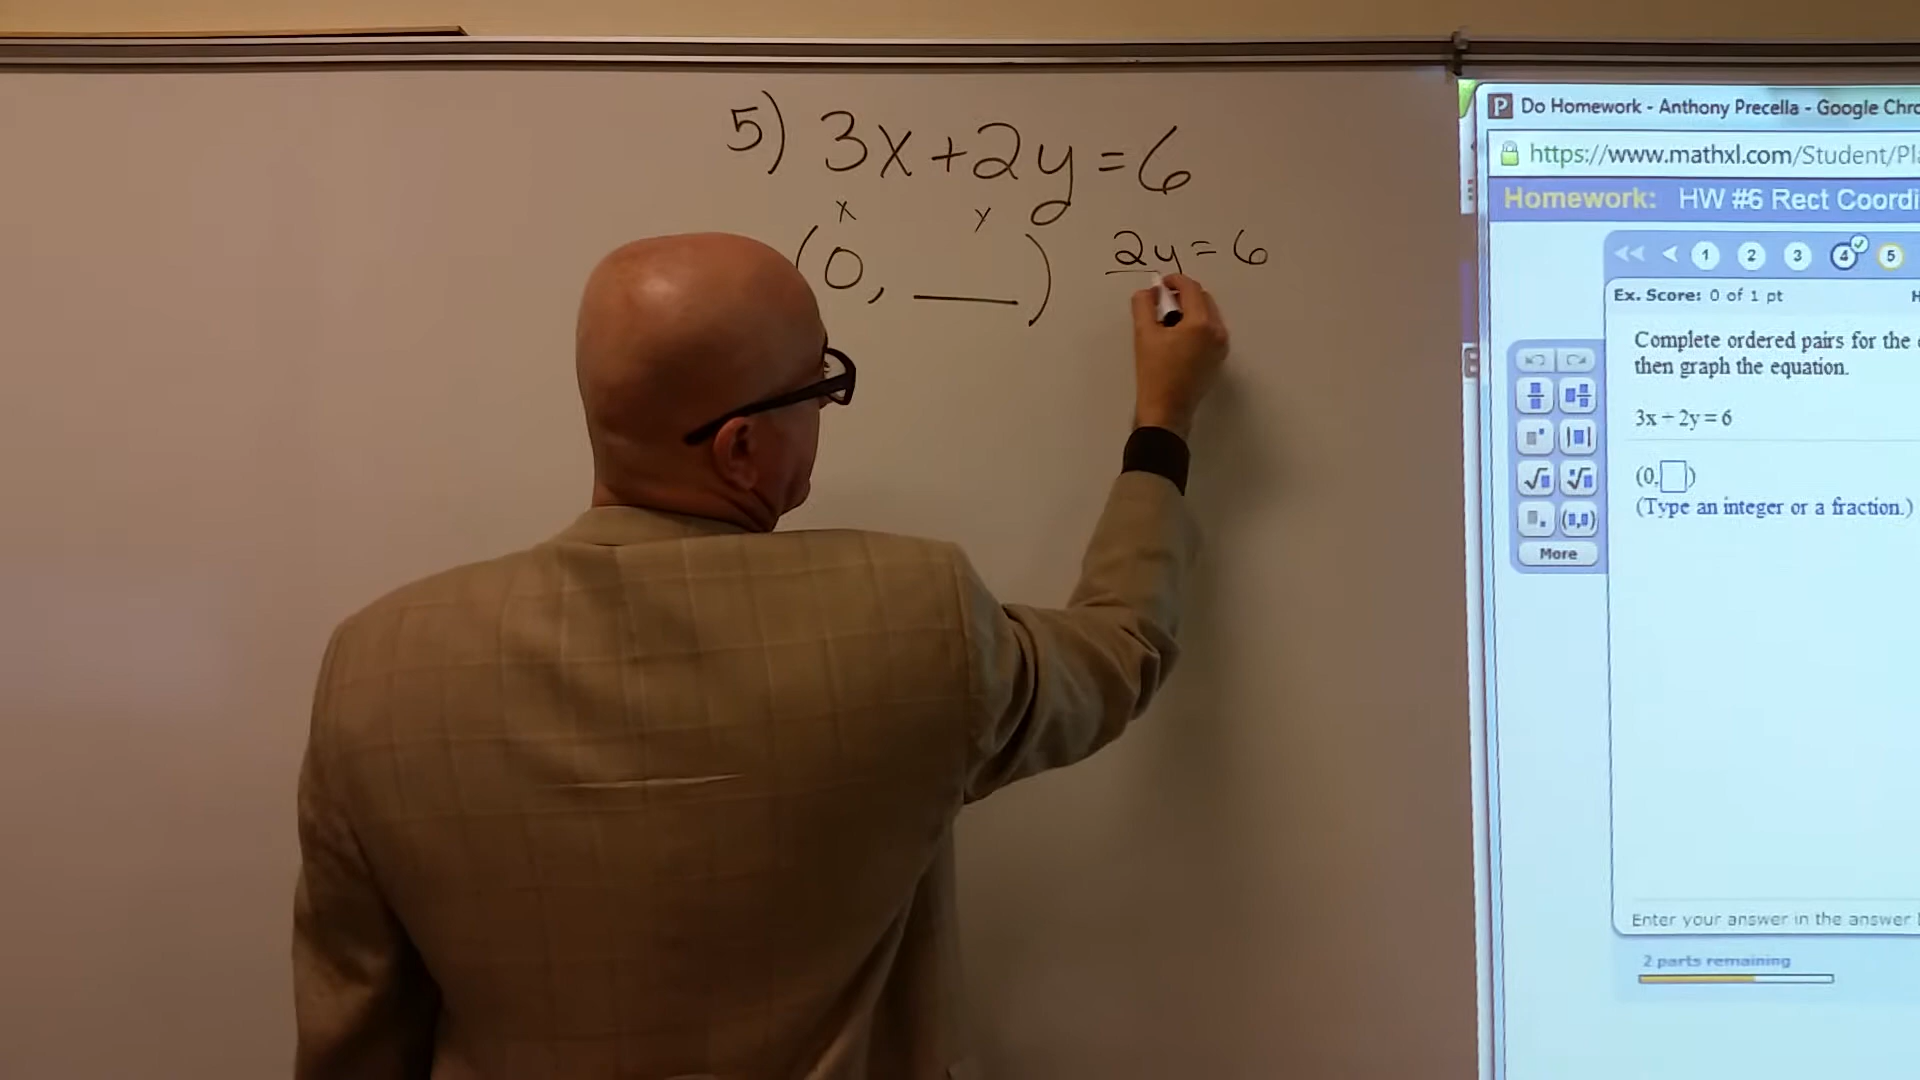 5) 3x+2y=6
x y
(0, ___) 2y=6
Do Homework - Anthony Precella - Google Chro
https://www.mathxl.com/Student/Pl
Homework: HW #6 Rect Coordi
1 2 3 4 5
Ex. Score: 0 of 1 pt
Complete ordered pairs for the
then graph the equation.
3x + 2y = 6
(0, )
(Type an integer or a fraction.)
More
Enter your answer in the answer
2 parts remaining